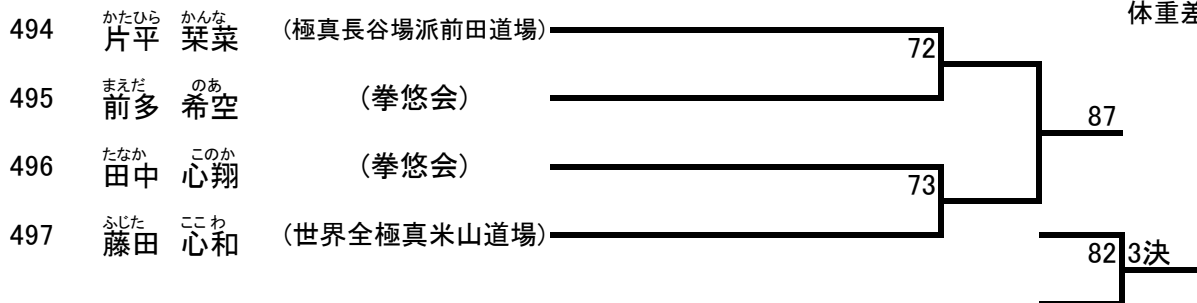 体重差
かたひら かんな
494 片平 栞菜 (極真長谷場派前田道場)
72
まえだ のあ
495 前多 希空 (拳悠会)
87
たなか このか
496 田中 心翔 (拳悠会)
73
ふじた ここわ
497 藤田 心和 (世界全極真米山道場)
82 3決